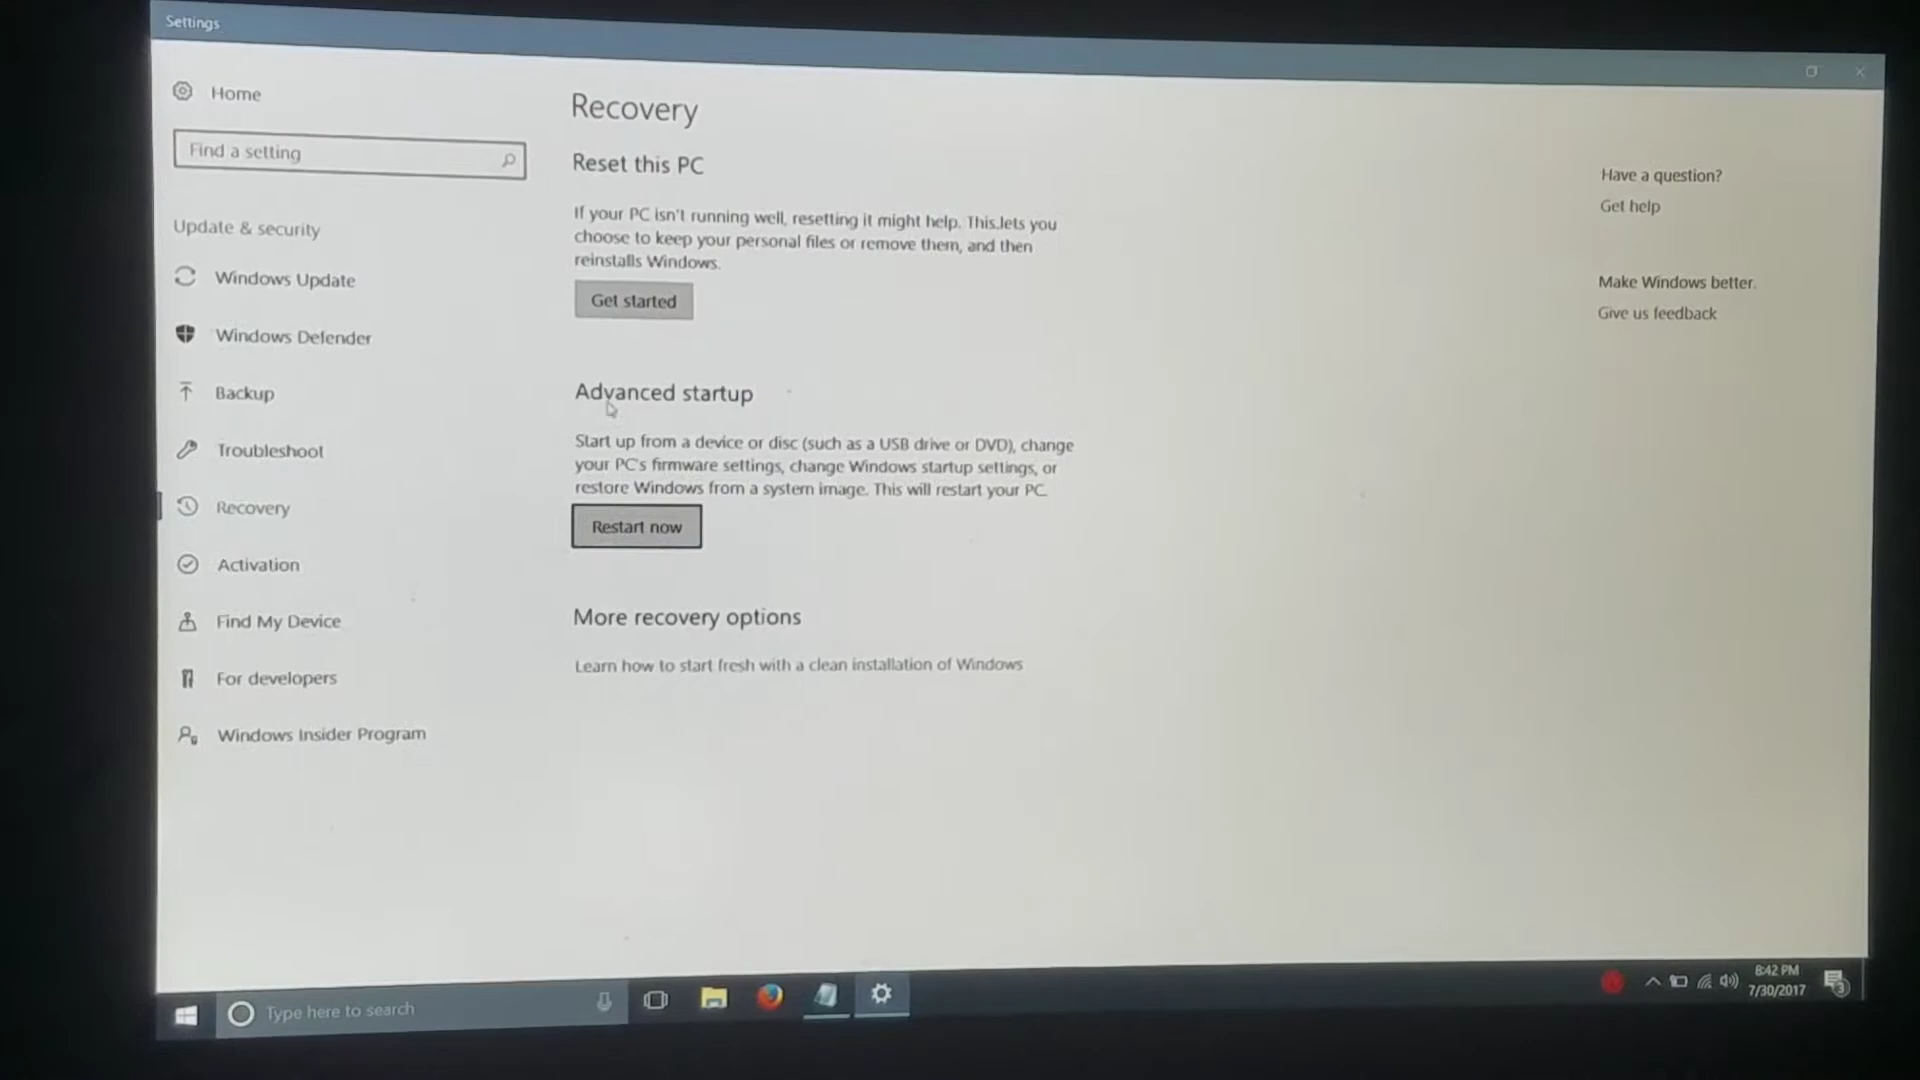 Settings
Home
Find a setting
Update & security
Windows Update
Windows Defender
Backup
Troubleshoot
Recovery
Activation
Find My Device
For developers
Windows Insider Program
Recovery
Reset this PC
If your PC isn't running well, resetting it might help. This lets you
choose to keep your personal files or remove them, and then
reinstalls Windows.
Get started
Advanced startup
Start up from a device or disc (such as a USB drive or DVD), change
your PC's firmware settings, change Windows startup settings, or
restore Windows from a system image. This will restart your PC.
Restart now
More recovery options
Learn how to start fresh with a clean installation of Windows
Have a question?
Get help
Make Windows better.
Give us feedback
Type here to search
8:42 PM
7/30/2017
3